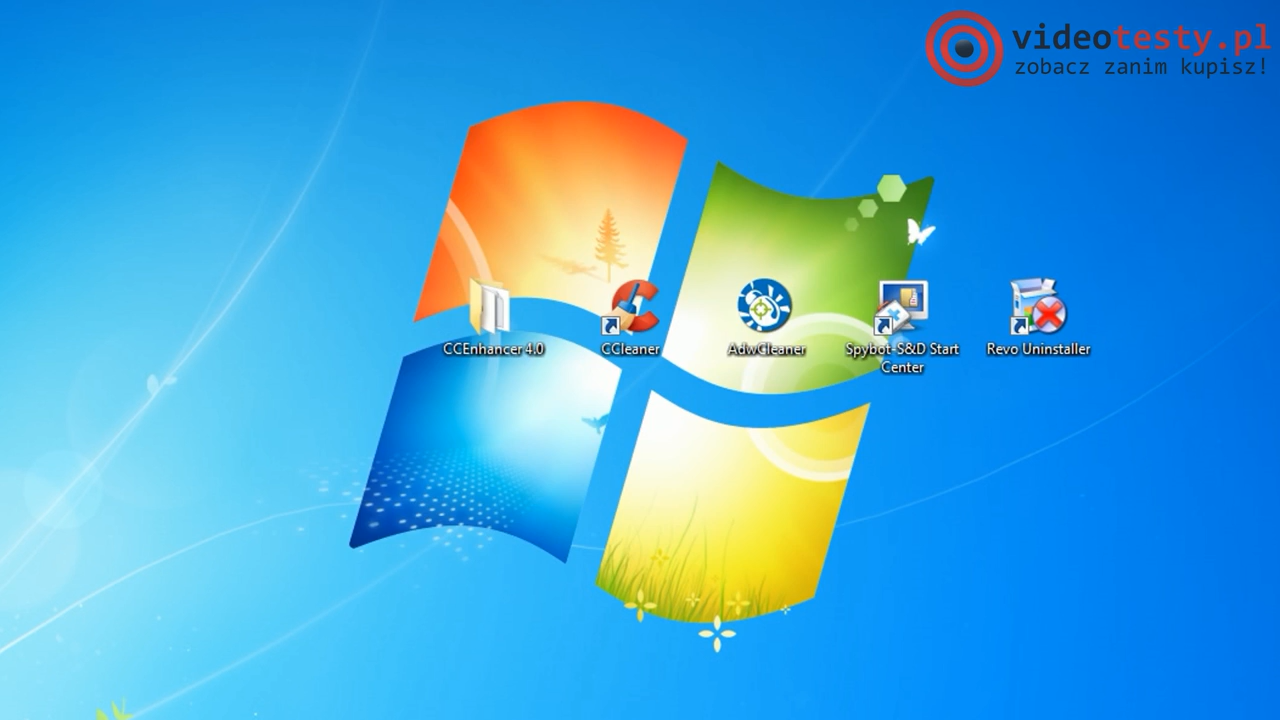 videotesty.pl
zobacz zanim kupisz!
CCEnhancer 4.0
CCleaner
AdwCleaner
Spybot-S&D Start
Center
Revo Uninstaller